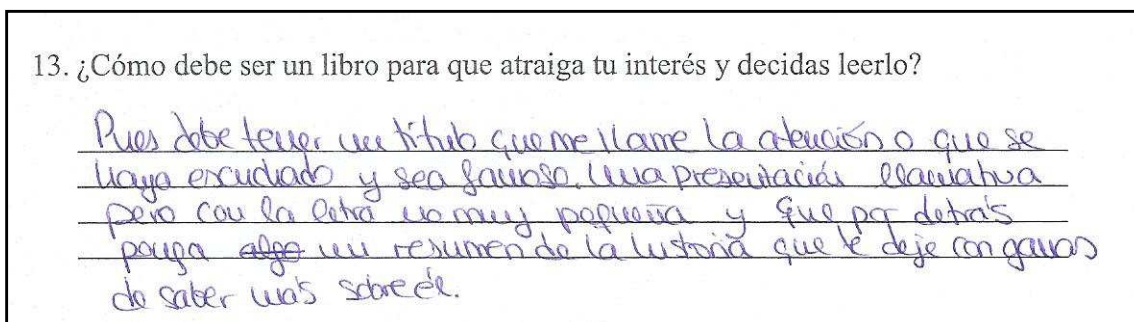 13. ¿Cómo debe ser un libro para que atraiga tu interés y decidas leerlo?
Pues debe tener un título que me llame la atención o que se
haya escuchado y sea famoso. Una presentación llamativa
pero con la letra no muy pequeña y que por detrás
ponga algo un resumen de la historia que te deje con ganas
de saber más sobre él.